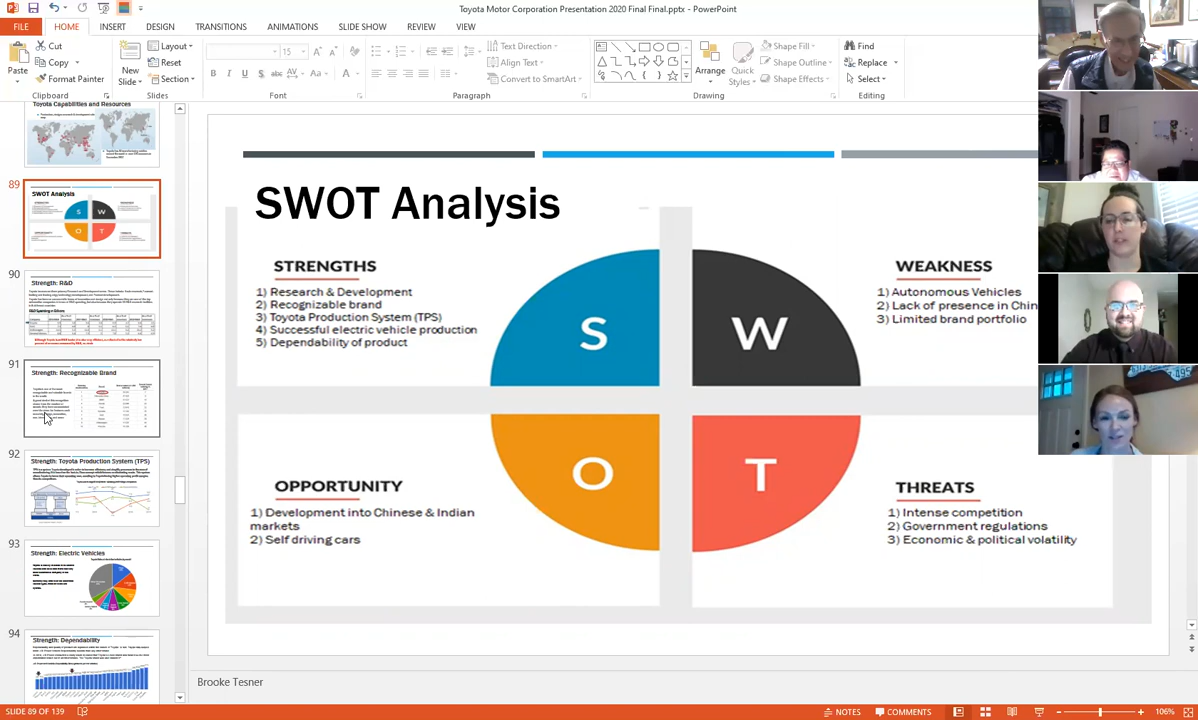 Toyota Motor Corporation Presentation 2020 Final Final.pptx - PowerPoint
FILE HOME INSERT DESIGN TRANSITIONS ANIMATIONS SLIDE SHOW REVIEW VIEW
Paste
Cut
Copy
Format Painter
Clipboard
New
Slide
Layout
Reset
Section
Slides
15
B I U S abc AV Aa A
Font
Text Direction
Align Text
Convert to SmartArt
Paragraph
Arrange
Quick
Styles
Shape Fill
Shape Outline
Shape Effects
Drawing
Find
Replace
Select
Editing
Toyota Capabilities and Resources
89
SWOT Analysis
S W
O T
90
Strength: R&D
91
Strength: Recognizable Brand
92
Strength: Toyota Production System (TPS)
93
Strength: Electric Vehicles
94
Strength: Dependability
SWOT Analysis
STRENGTHS
1) Research & Development
2) Recognizable brand
3) Toyota Production System (TPS)
4) Successful electric vehicle production
5) Dependability of product
S
W
WEAKNESS
1) Autonomous Vehicles
2) Lack of presence in Chin
3) Limited brand portfolio
OPPORTUNITY
1) Development into Chinese & Indian
markets
2) Self driving cars
O
T
THREATS
1) Intense competition
2) Government regulations
3) Economic & political volatility
Brooke Tesner
SLIDE 89 OF 139
NOTES COMMENTS 106%